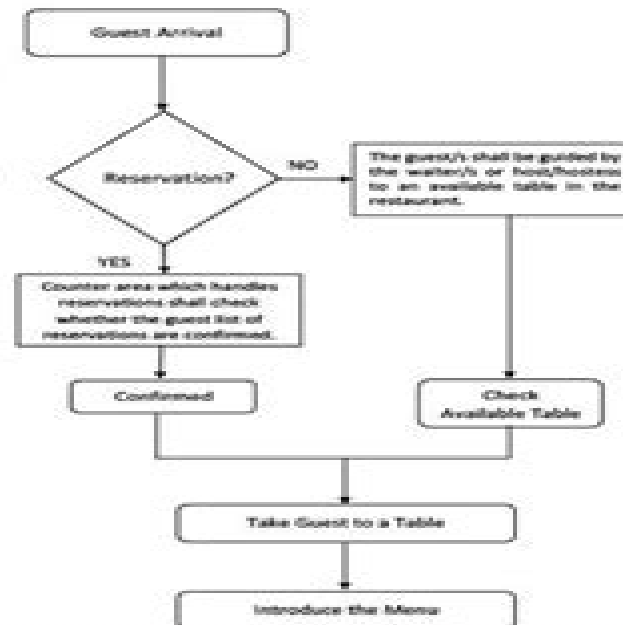 Guest Arrival
Reservation?
NO
The guest/s shall be guided by
the waiter/s or host/hostess
to an available table in the
restaurant.
YES
Counter area which handles
reservations shall check
whether the guest list of
reservations are confirmed.
Confirmed
Check
Available Table
Take Guest to a Table
Introduce the Menu